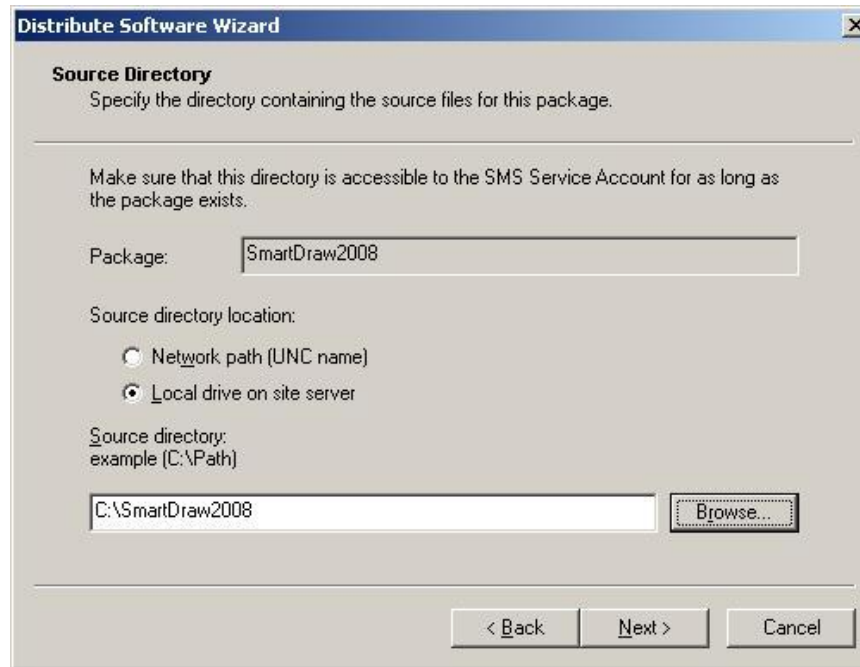 Distribute Software Wizard
Source Directory
Specify the directory containing the source files for this package.
Make sure that this directory is accessible to the SMS Service Account for as long as
the package exists.
Package: SmartDraw2008
Source directory location:
Network path (UNC name)
Local drive on site server
Source directory:
example (C:\Path)
C:\SmartDraw2008 Browse...
< Back Next > Cancel